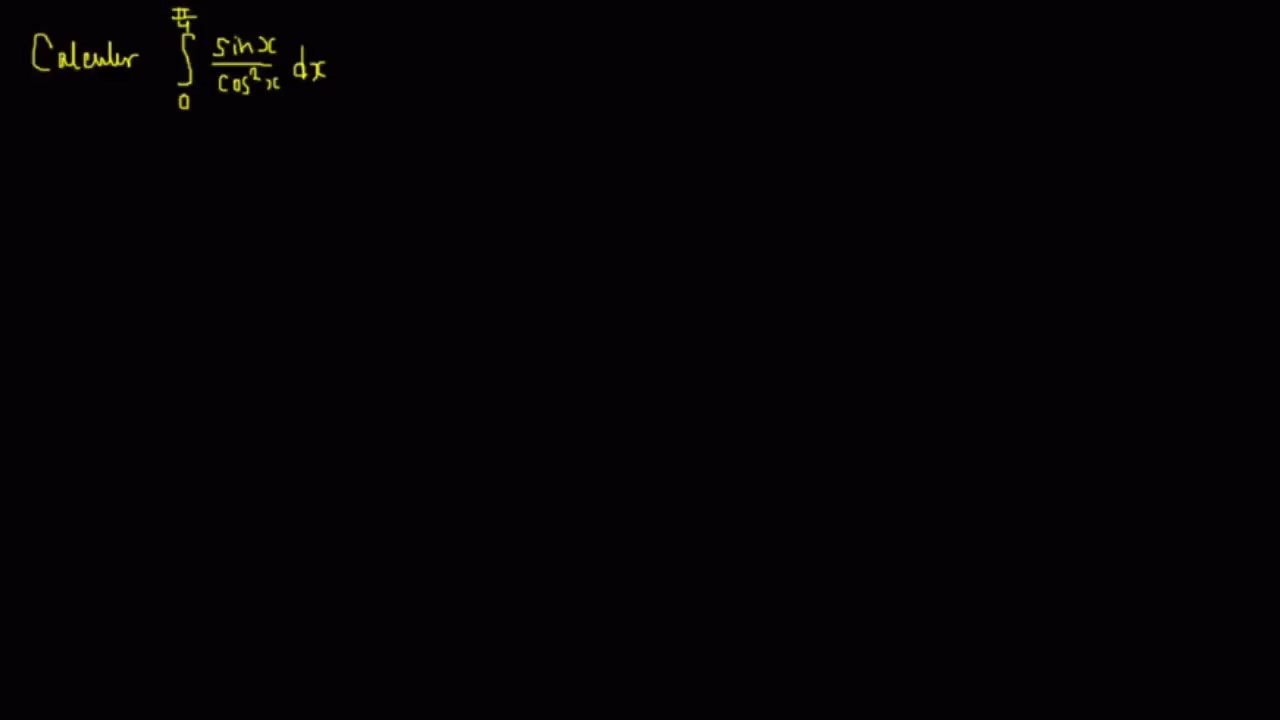 Calculer ∫₀^(π/4) sin x / cos² x dx